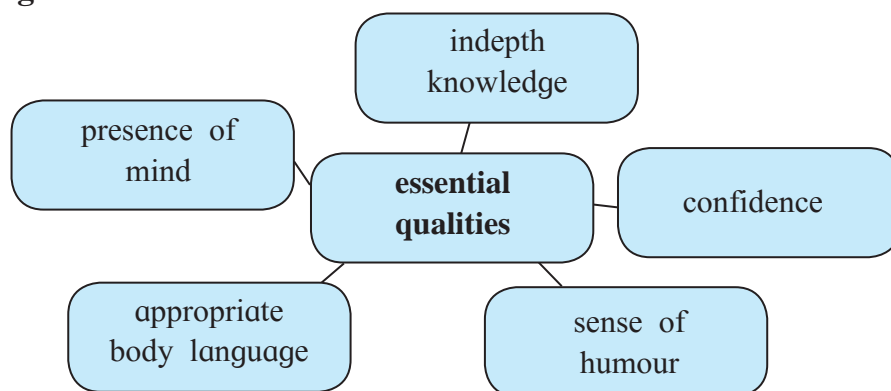 indepth
knowledge
presence of
mind
essential
qualities
confidence
appropriate
body language
sense of
humour